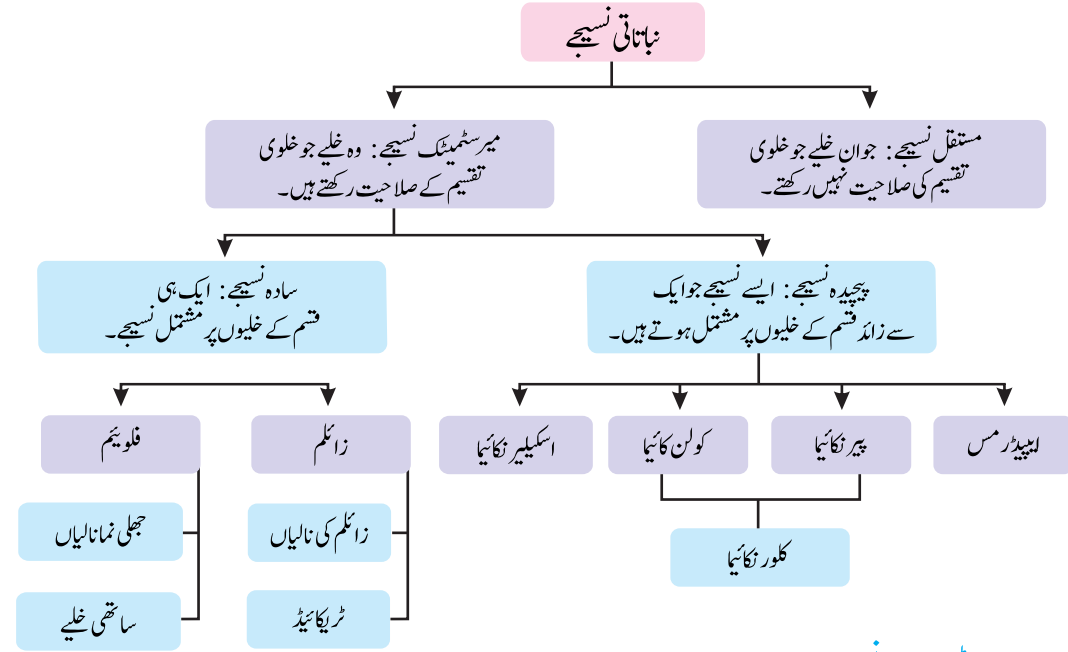 نباتاتی نسیجے
مستقل نسیجے: جوان خلیے جو خلوی
تقسیم کی صلاحیت نہیں رکھتے۔
میرسٹمیٹک نسیجے: وہ خلیے جو خلوی
تقسیم کے صلاحیت رکھتے ہیں۔
پیچیدہ نسیجے: ایسے نسیجے جو ایک
سے زائد قسم کے خلیوں پر مشتمل ہوتے ہیں۔
سادہ نسیجے: ایک ہی
قسم کے خلیوں پر مشتمل نسیجے۔
ایپیڈرمس
پیرنکائیما
کولن کائیما
اسکیلیرنکائیما
زائلم
فلوئیم
کلورنکائیما
زائلم کی نالیاں
جھلی نما نالیاں
ٹریکائیڈ
ساتھی خلیے